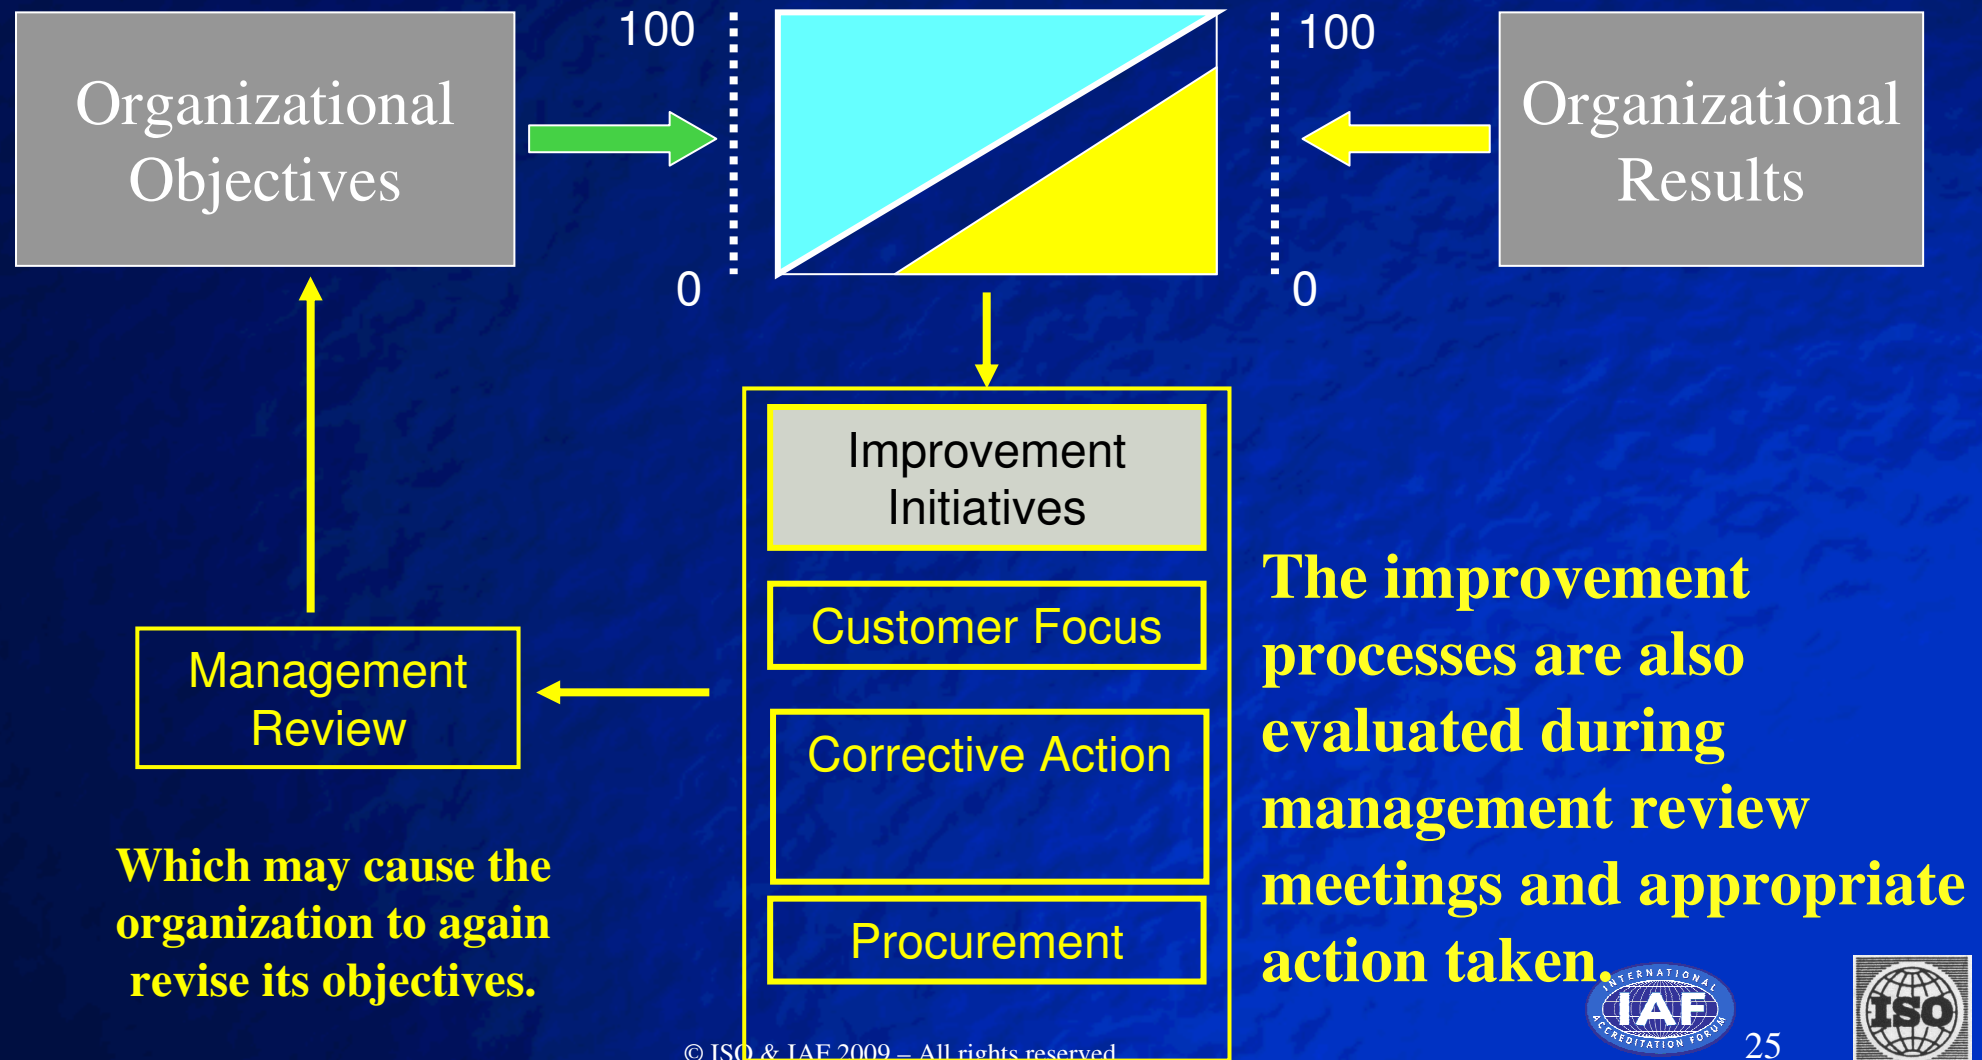 Organizational
Objectives
100
0
100
0
Organizational
Results
Improvement
Initiatives
Customer Focus
Corrective Action
Procurement
Management
Review
Which may cause the
organization to again
revise its objectives.
The improvement
processes are also
evaluated during
management review
meetings and appropriate
action taken.
INTERNATIONAL
IAF
ACCREDITATION FORUM
ISO
© ISO & IAF 2009 – All rights reserved
25